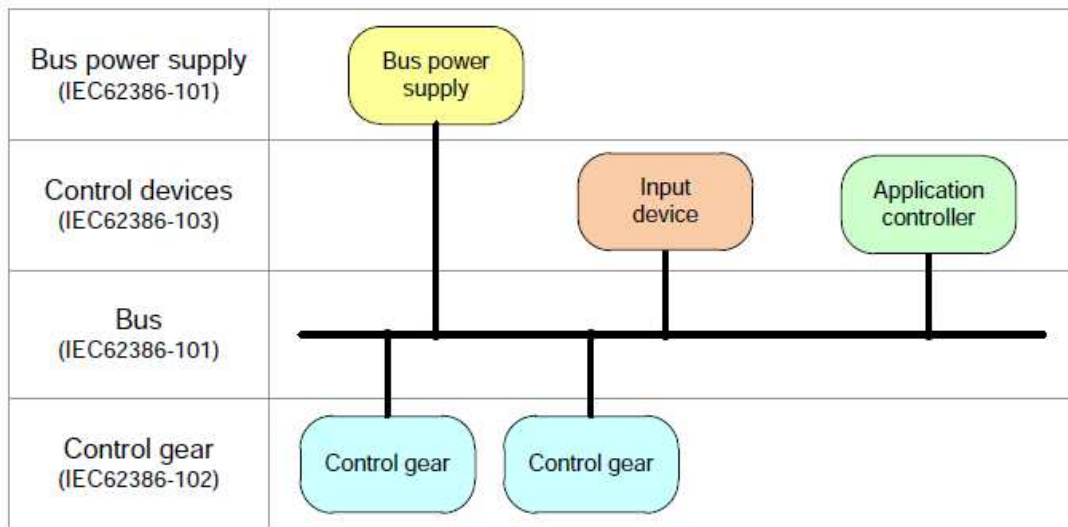 Bus power supply
(IEC62386-101)
Bus power
supply
Control devices
(IEC62386-103)
Input
device
Application
controller
Bus
(IEC62386-101)
Control gear
(IEC62386-102)
Control gear
Control gear